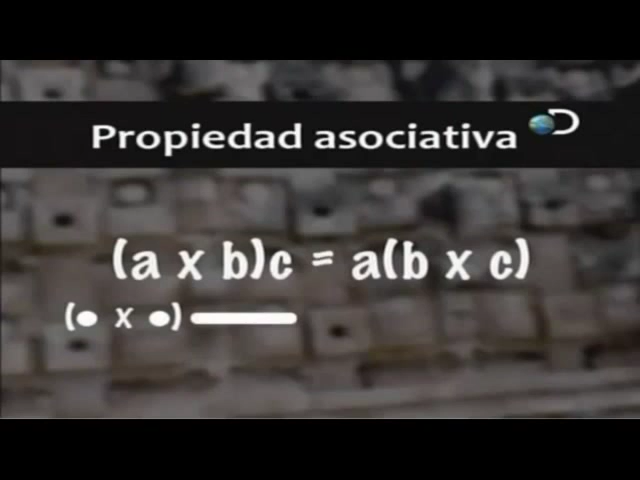 Propiedad asociativa
(a x b)c = a(b x c)
(• x •) —